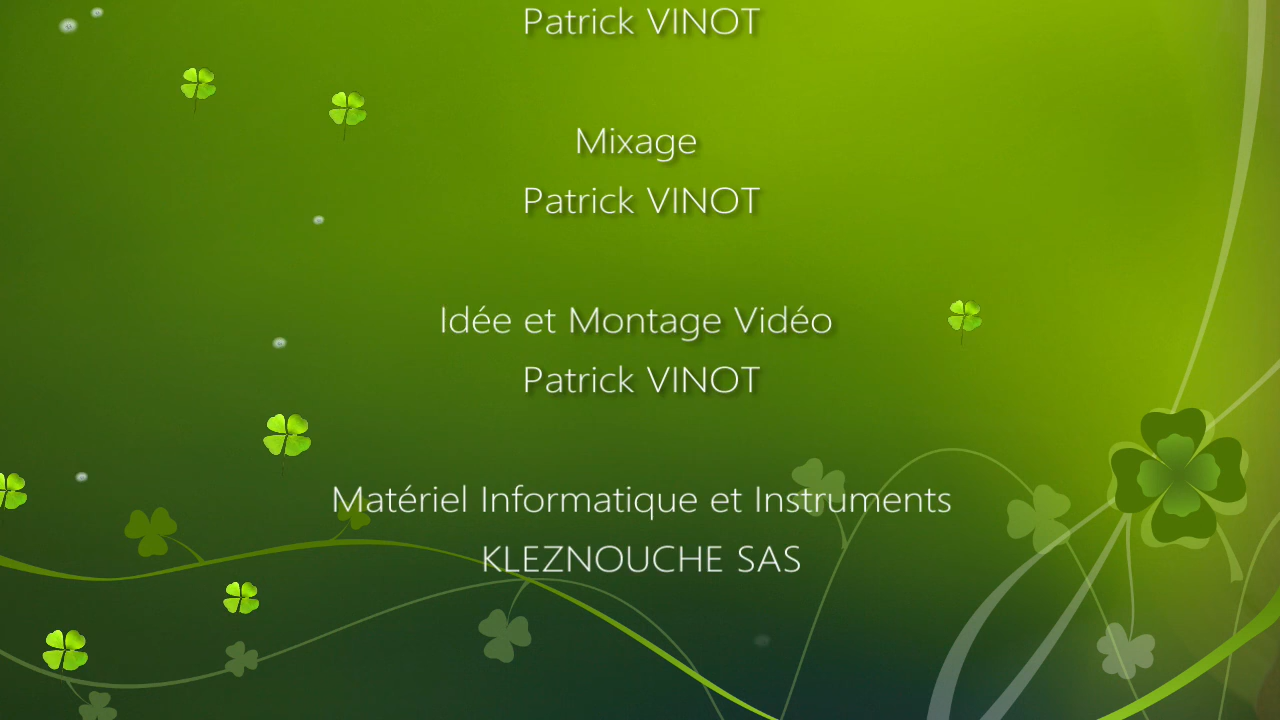 Patrick VINOT
Mixage
Patrick VINOT
Idée et Montage Vidéo
Patrick VINOT
Matériel Informatique et Instruments
KLEZNOUCHE SAS